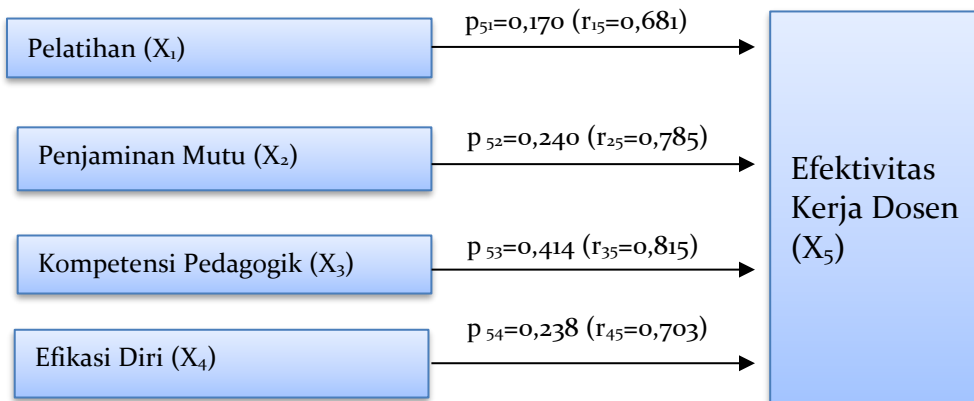 p₅₁=0,170 (r₁₅=0,681)
Pelatihan (X₁)
p ₅₂=0,240 (r₂₅=0,785)
Penjaminan Mutu (X₂)
Efektivitas
Kerja Dosen
(X₅)
p ₅₃=0,414 (r₃₅=0,815)
Kompetensi Pedagogik (X₃)
p ₅₄=0,238 (r₄₅=0,703)
Efikasi Diri (X₄)